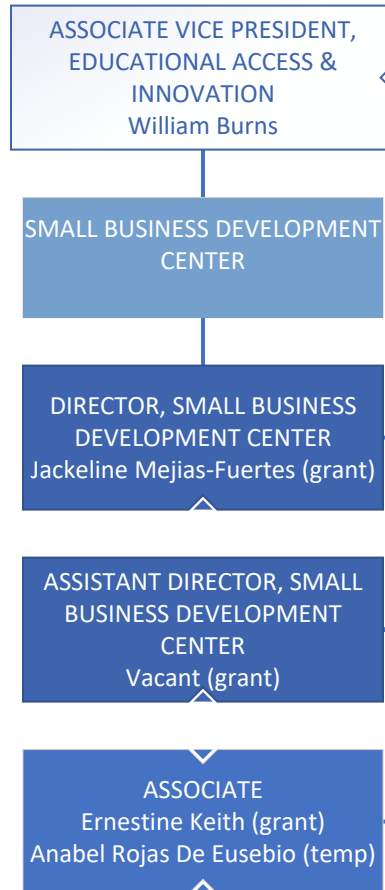 ASSOCIATE VICE PRESIDENT,
EDUCATIONAL ACCESS &
INNOVATION
William Burns
SMALL BUSINESS DEVELOPMENT
CENTER
DIRECTOR, SMALL BUSINESS
DEVELOPMENT CENTER
Jackeline Mejias-Fuertes (grant)
ASSISTANT DIRECTOR, SMALL
BUSINESS DEVELOPMENT
CENTER
Vacant (grant)
ASSOCIATE
Ernestine Keith (grant)
Anabel Rojas De Eusebio (temp)